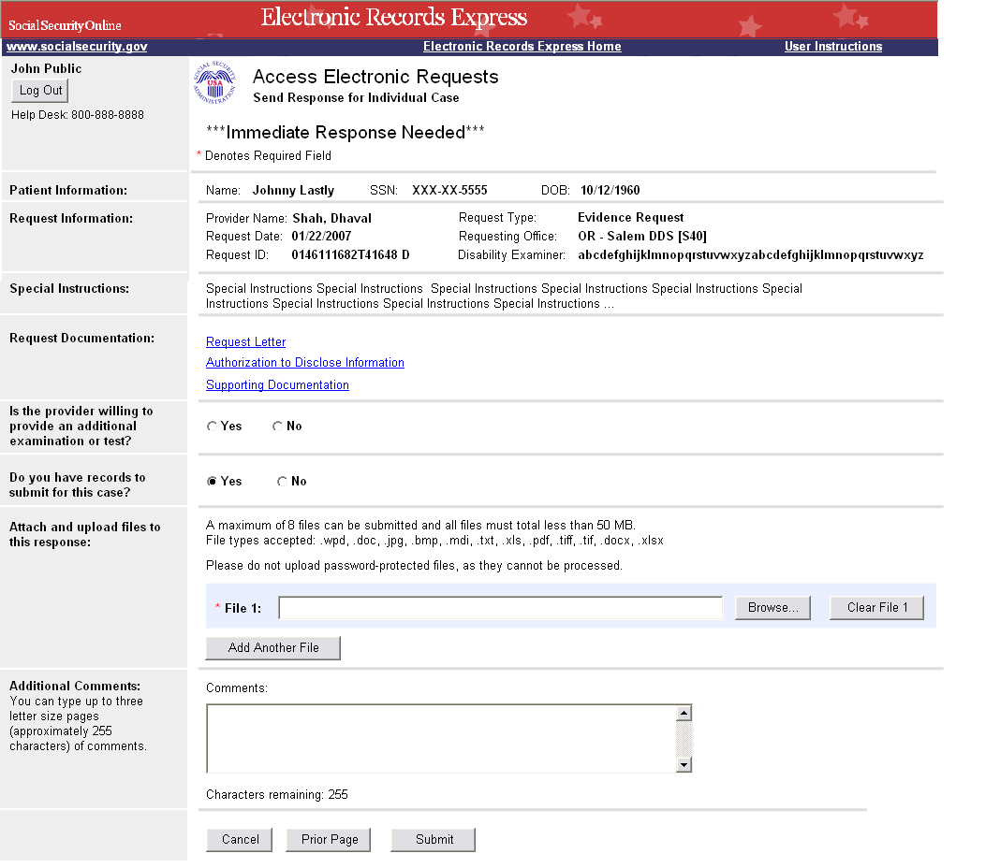 Social Security Online
Electronic Records Express
www.socialsecurity.gov
Electronic Records Express Home
User Instructions
John Public
Log Out
Help Desk: 800-888-8888
SOCIAL SECURITY ADMINISTRATION
USA
Access Electronic Requests
Send Response for Individual Case
***Immediate Response Needed***
* Denotes Required Field
Patient Information:
Name: Johnny Lastly SSN: XXX-XX-5555 DOB: 10/12/1960
Request Information:
Provider Name: Shah, Dhaval Request Type: Evidence Request
Request Date: 01/22/2007 Requesting Office: OR - Salem DDS [S40]
Request ID: 0146111682T41648 D Disability Examiner: abcdefghijklmnopqrstuvwxyzabcdefghijklmnopqrstuvwxyz
Special Instructions:
Special Instructions Special Instructions Special Instructions Special Instructions Special Instructions Special
Instructions Special Instructions Special Instructions Special Instructions ...
Request Documentation:
Request Letter
Authorization to Disclose Information
Supporting Documentation
Is the provider willing to
provide an additional
examination or test?
Yes No
Do you have records to
submit for this case?
Yes No
Attach and upload files to
this response:
A maximum of 8 files can be submitted and all files must total less than 50 MB.
File types accepted: .wpd, .doc, .jpg, .bmp, .mdi, .txt, .xls, .pdf, .tiff, .tif, .docx, .xlsx
Please do not upload password-protected files, as they cannot be processed.
* File 1: Browse... Clear File 1
Add Another File
Additional Comments:
You can type up to three
letter size pages
(approximately 255
characters) of comments.
Comments:
Characters remaining: 255
Cancel Prior Page Submit